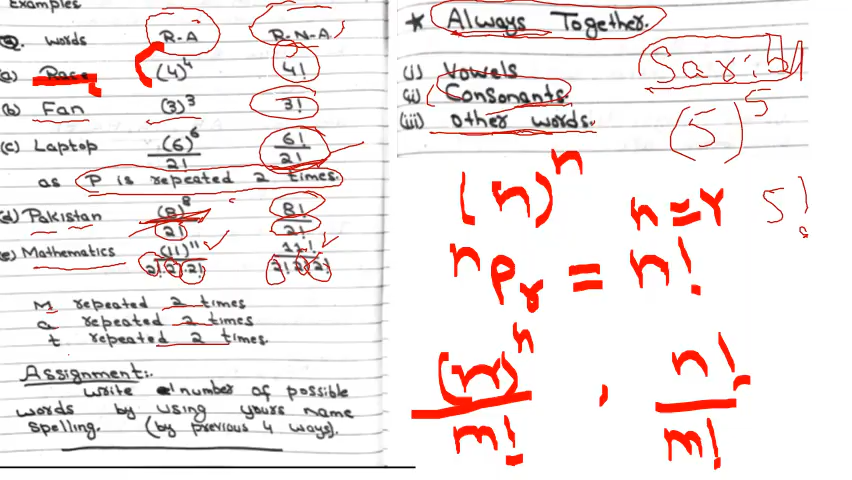 Examples
Q. words R-A R-N-A
(a) Race (4)^4 4!
(b) Fan (3)^3 3!
(c) Laptop (6)^6/2! 6!/2!
as P is repeated 2 times.
(d) Pakistan (8)^8/2! 8!/2!
(e) Mathematics (11)^11/2!·2!·2! 11!/2!·2!·2!
M repeated 2 times
a repeated 2 times
t repeated 2 times.
Assignment:-
write number of possible
words by using yours name
spelling. (by previous 4 ways).
* Always Together.
(i) Vowels
(ii) Consonants.
(iii) other words.
(5)^5
(n)^n n=r 5!
nPr = n!
(n)^n/m! , n!/m!